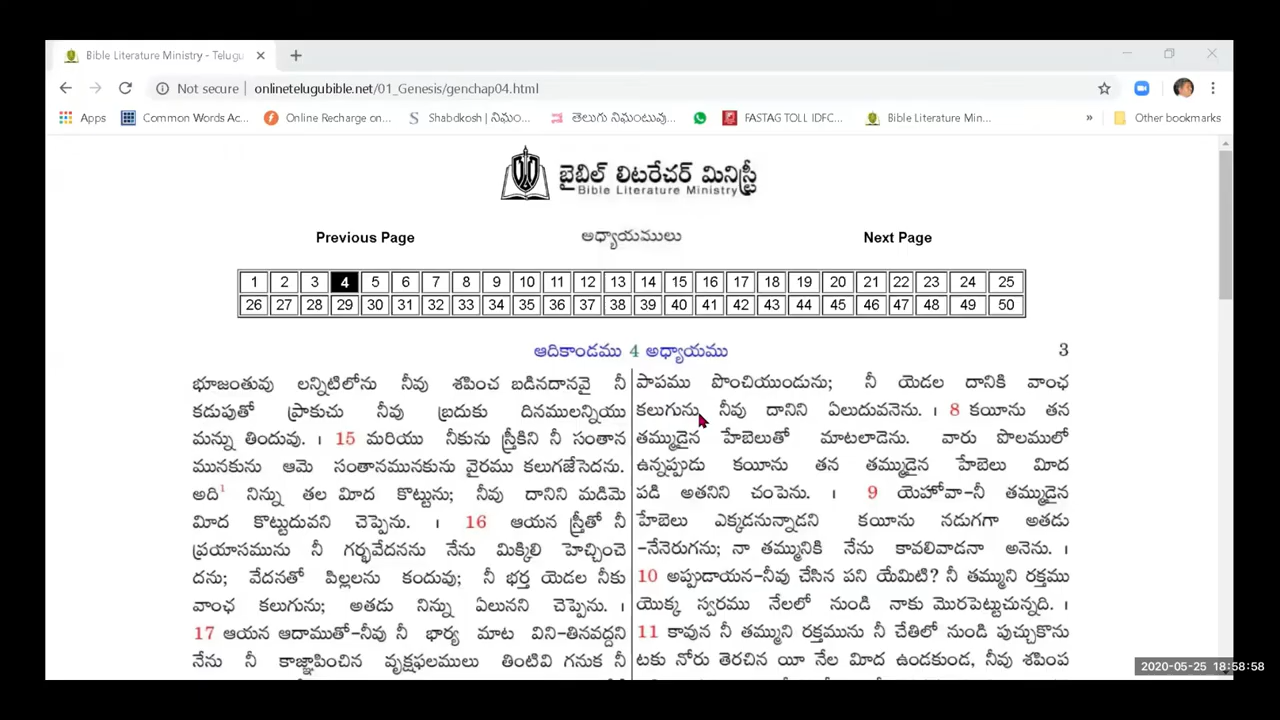 Bible Literature Ministry - Telugu
Not secure
onlinetelugubible.net/01_Genesis/genchap04.html
Apps
Common Words Ac...
Online Recharge on...
Shabdkosh | నిఘం...
తెలుగు నిఘంటువు...
FASTAG TOLL IDFC...
Bible Literature Min...
»
Other bookmarks
బైబిల్ లిటరేచర్ మినిస్ట్రీ
Bible Literature Ministry
Previous Page
అధ్యాయములు
Next Page
1 2 3 4 5 6 7 8 9 10 11 12 13 14 15 16 17 18 19 20 21 22 23 24 25
26 27 28 29 30 31 32 33 34 35 36 37 38 39 40 41 42 43 44 45 46 47 48 49 50
ఆదికాండము 4 అధ్యాయము
3
భూజంతువు లన్నిటిలోను నీవు శపించ బడినదానవై నీ
కడుపుతో ప్రాకుచు నీవు బ్రదుకు దినములన్నియు
మన్ను తిందువు. । 15 మరియు నీకును స్త్రీకిని నీ సంతాన
మునకును ఆమె సంతానమునకును వైరము కలుగజేసెదను.
అది¹ నిన్ను తల మీద కొట్టును; నీవు దానిని మడిమె
మీద కొట్టుదువని చెప్పెను. । 16 ఆయన స్త్రీతో నీ
ప్రయాసమును నీ గర్భవేదనను నేను మిక్కిలి హెచ్చించె
దను; వేదనతో పిల్లలను కందువు; నీ భర్త యెడల నీకు
వాంఛ కలుగును; అతడు నిన్ను ఏలునని చెప్పెను. ।
17 ఆయన ఆదాముతో-నీవు నీ భార్య మాట విని-తినవద్దని
నేను నీ కాజ్ఞాపించిన వృక్షఫలములు తింటివి గనుక నీ
పాపము పొంచియుండును; నీ యెడల దానికి వాంఛ
కలుగును నీవు దానిని ఏలుదువనెను. । 8 కయీను తన
తమ్ముడైన హేబెలుతో మాటలాడెను. వారు పొలములో
ఉన్నప్పుడు కయీను తన తమ్ముడైన హేబెలు మీద
పడి అతనిని చంపెను. । 9 యెహోవా-నీ తమ్ముడైన
హేబెలు ఎక్కడనున్నాడని కయీను నడుగగా అతడు
-నేనెరుగను; నా తమ్మునికి నేను కావలివాడనా అనెను. ।
10 అప్పుడాయన-నీవు చేసిన పని యేమిటి? నీ తమ్ముని రక్తము
యొక్క స్వరము నేలలో నుండి నాకు మొరపెట్టుచున్నది. ।
11 కావున నీ తమ్ముని రక్తమును నీ చేతిలో నుండి పుచ్చుకొను
టకు నోరు తెరచిన యీ నేల మీద ఉండకుండ, నీవు శపింప
2020-05-25 18:58:58